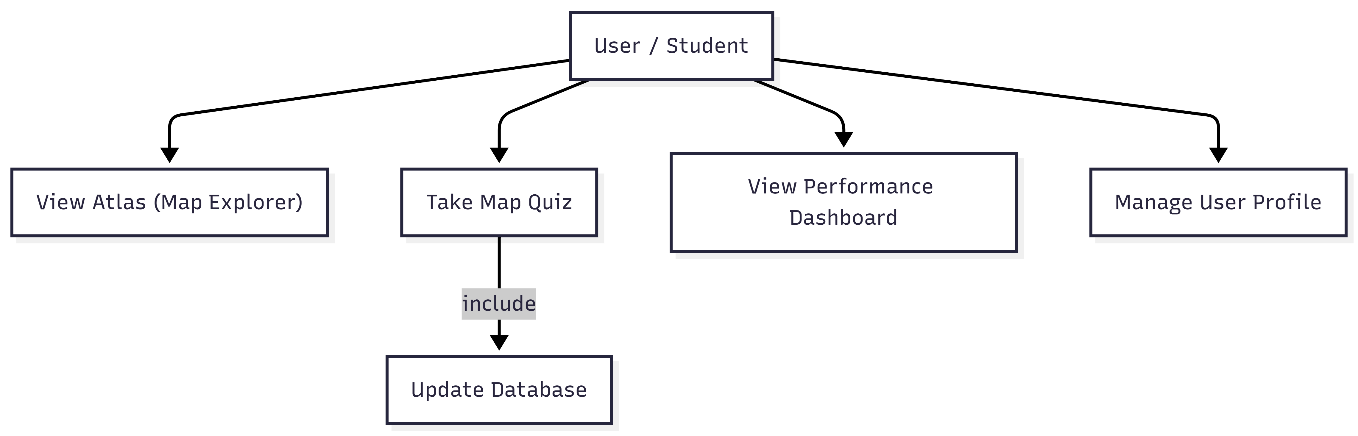 User / Student
View Atlas (Map Explorer)
Take Map Quiz
View Performance
Dashboard
Manage User Profile
include
Update Database